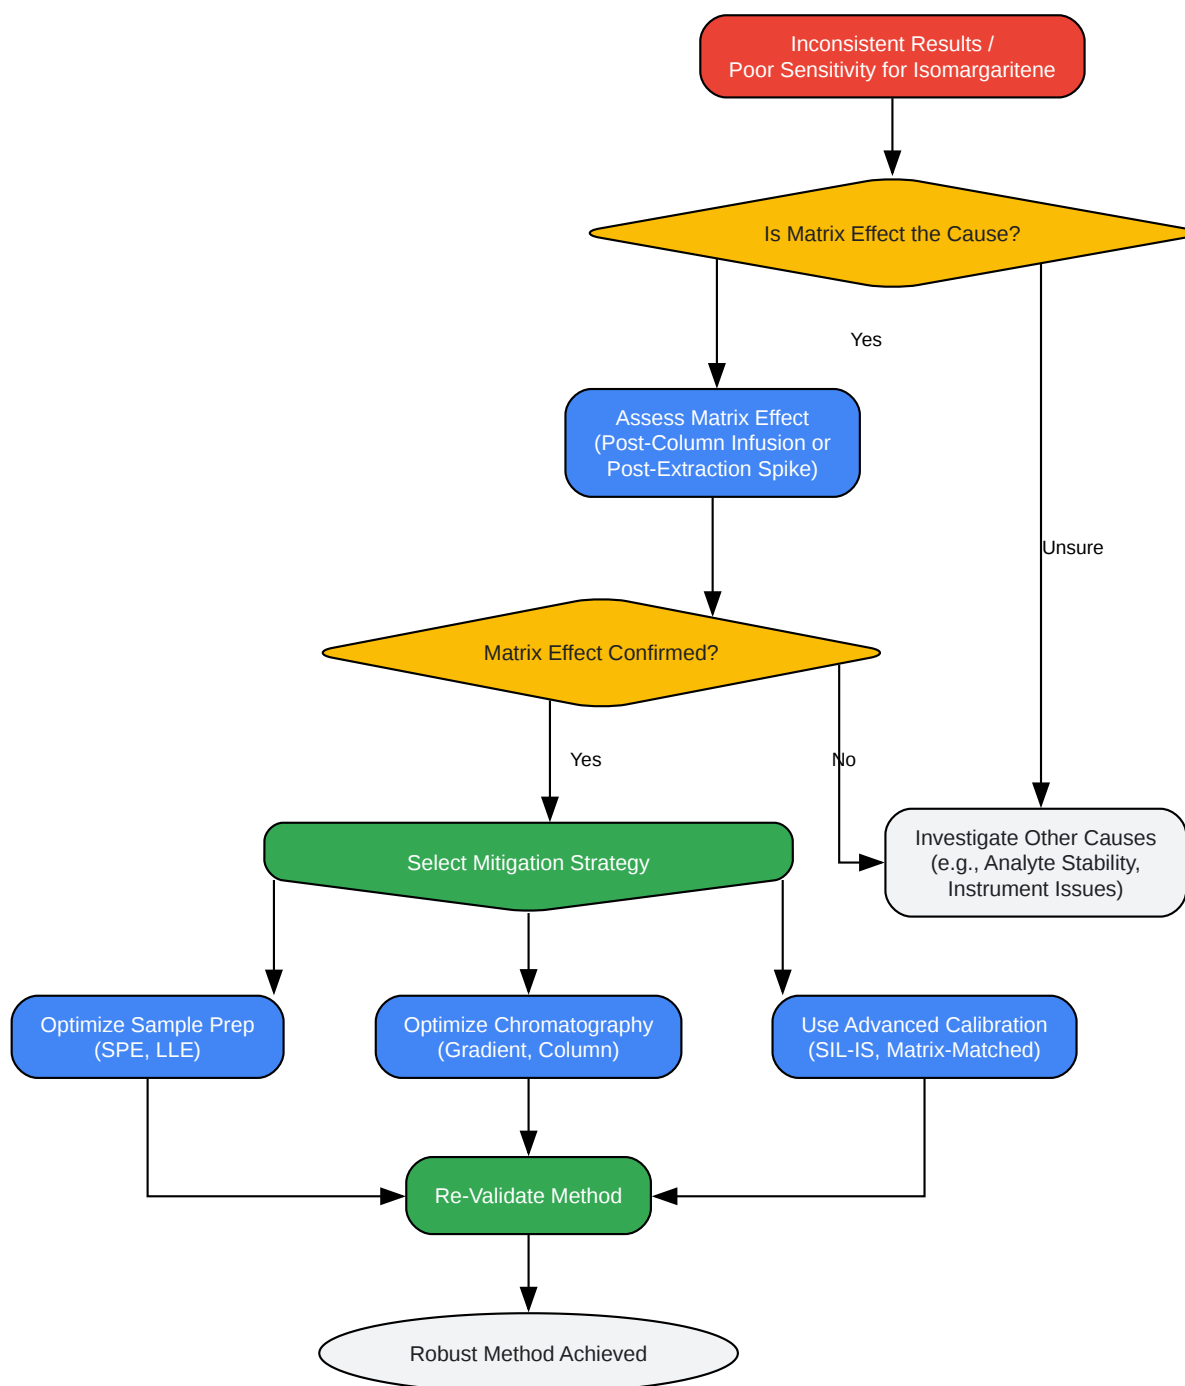 Inconsistent Results /
Poor Sensitivity for Isomargaritene
Is Matrix Effect the Cause?
Yes
Assess Matrix Effect
(Post-Column Infusion or
Post-Extraction Spike)
Unsure
Matrix Effect Confirmed?
Yes
No
Select Mitigation Strategy
Investigate Other Causes
(e.g., Analyte Stability,
Instrument Issues)
Optimize Sample Prep
(SPE, LLE)
Optimize Chromatography
(Gradient, Column)
Use Advanced Calibration
(SIL-IS, Matrix-Matched)
Re-Validate Method
Robust Method Achieved